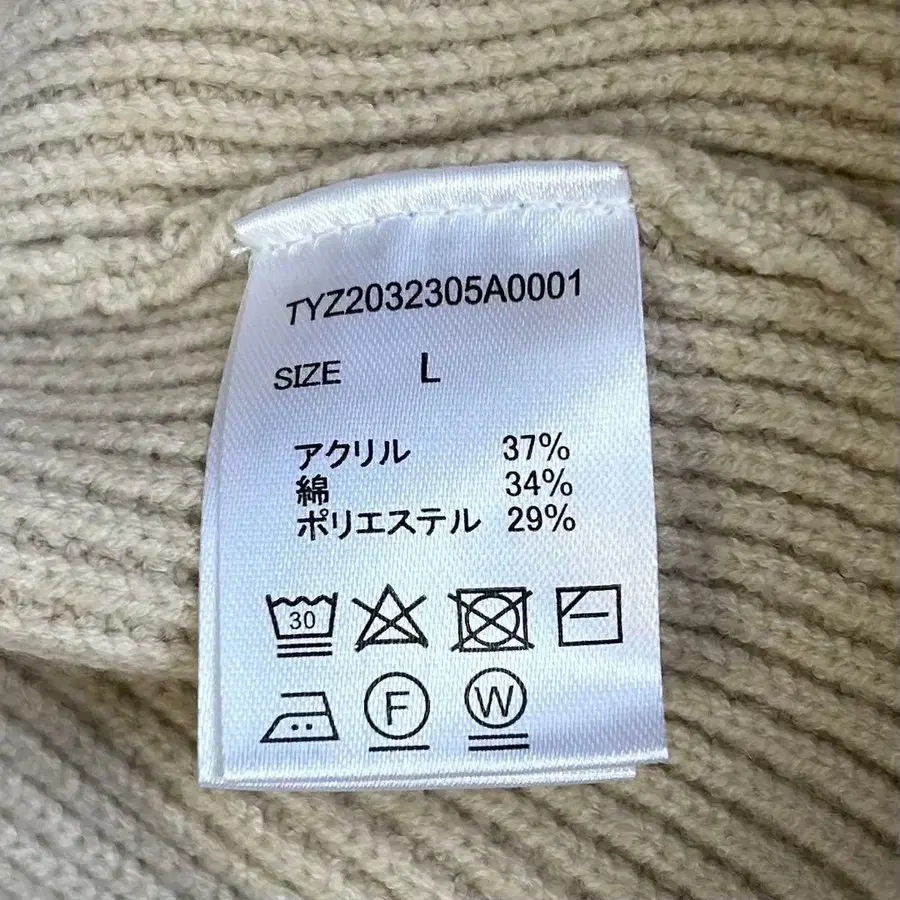 TYZ2032305A0001
SIZE L
アクリル 37%
綿 34%
ポリエステル 29%
30
F W